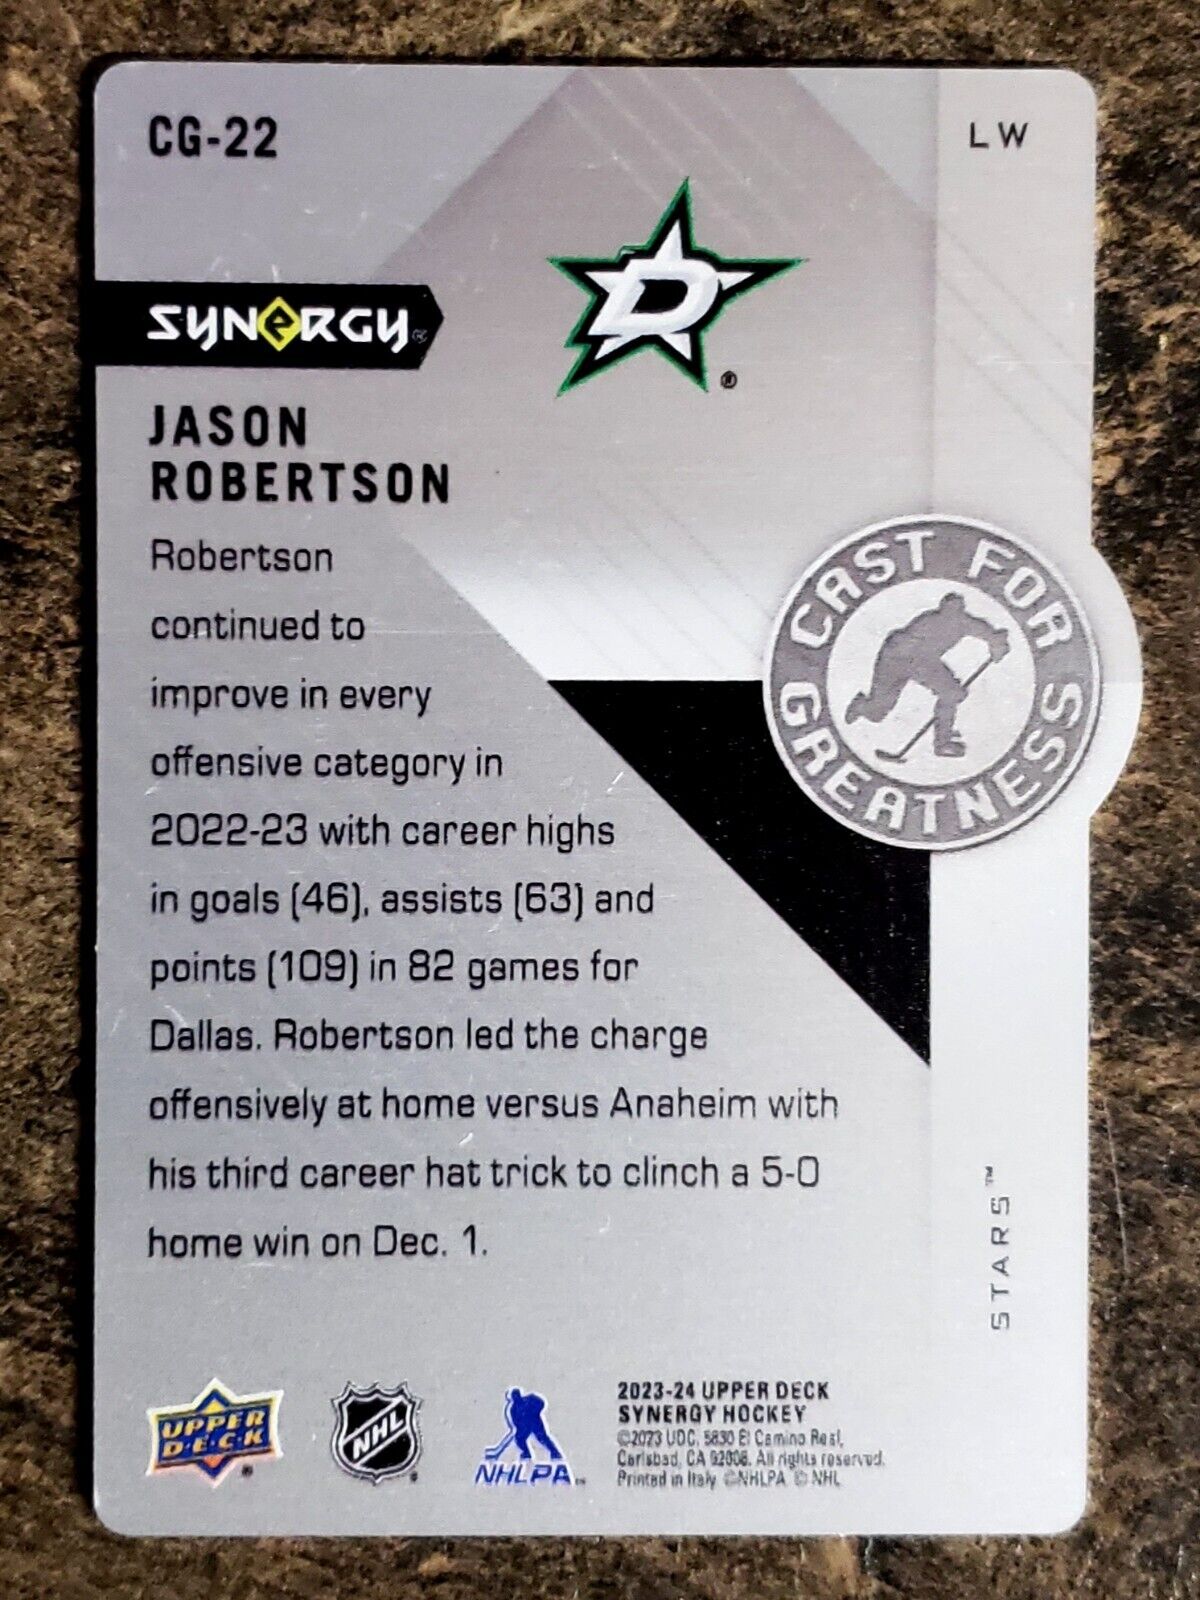 CG-22
LW
D
®
SYNERGY®
JASON
ROBERTSON
Robertson
continued to
improve in every
offensive category in
2022-23 with career highs
in goals (46), assists (63) and
points (109) in 82 games for
Dallas. Robertson led the charge
offensively at home versus Anaheim with
his third career hat trick to clinch a 5-0
home win on Dec. 1.
CAST FOR
GREATNESS
STARS™
UPPER
D·E·C·K
NHL
NHLPA™
2023-24 UPPER DECK
SYNERGY HOCKEY
©2023 UDC, 5830 El Camino Real,
Carlsbad, CA 92008. All rights reserved.
Printed in Italy ©NHLPA © NHL